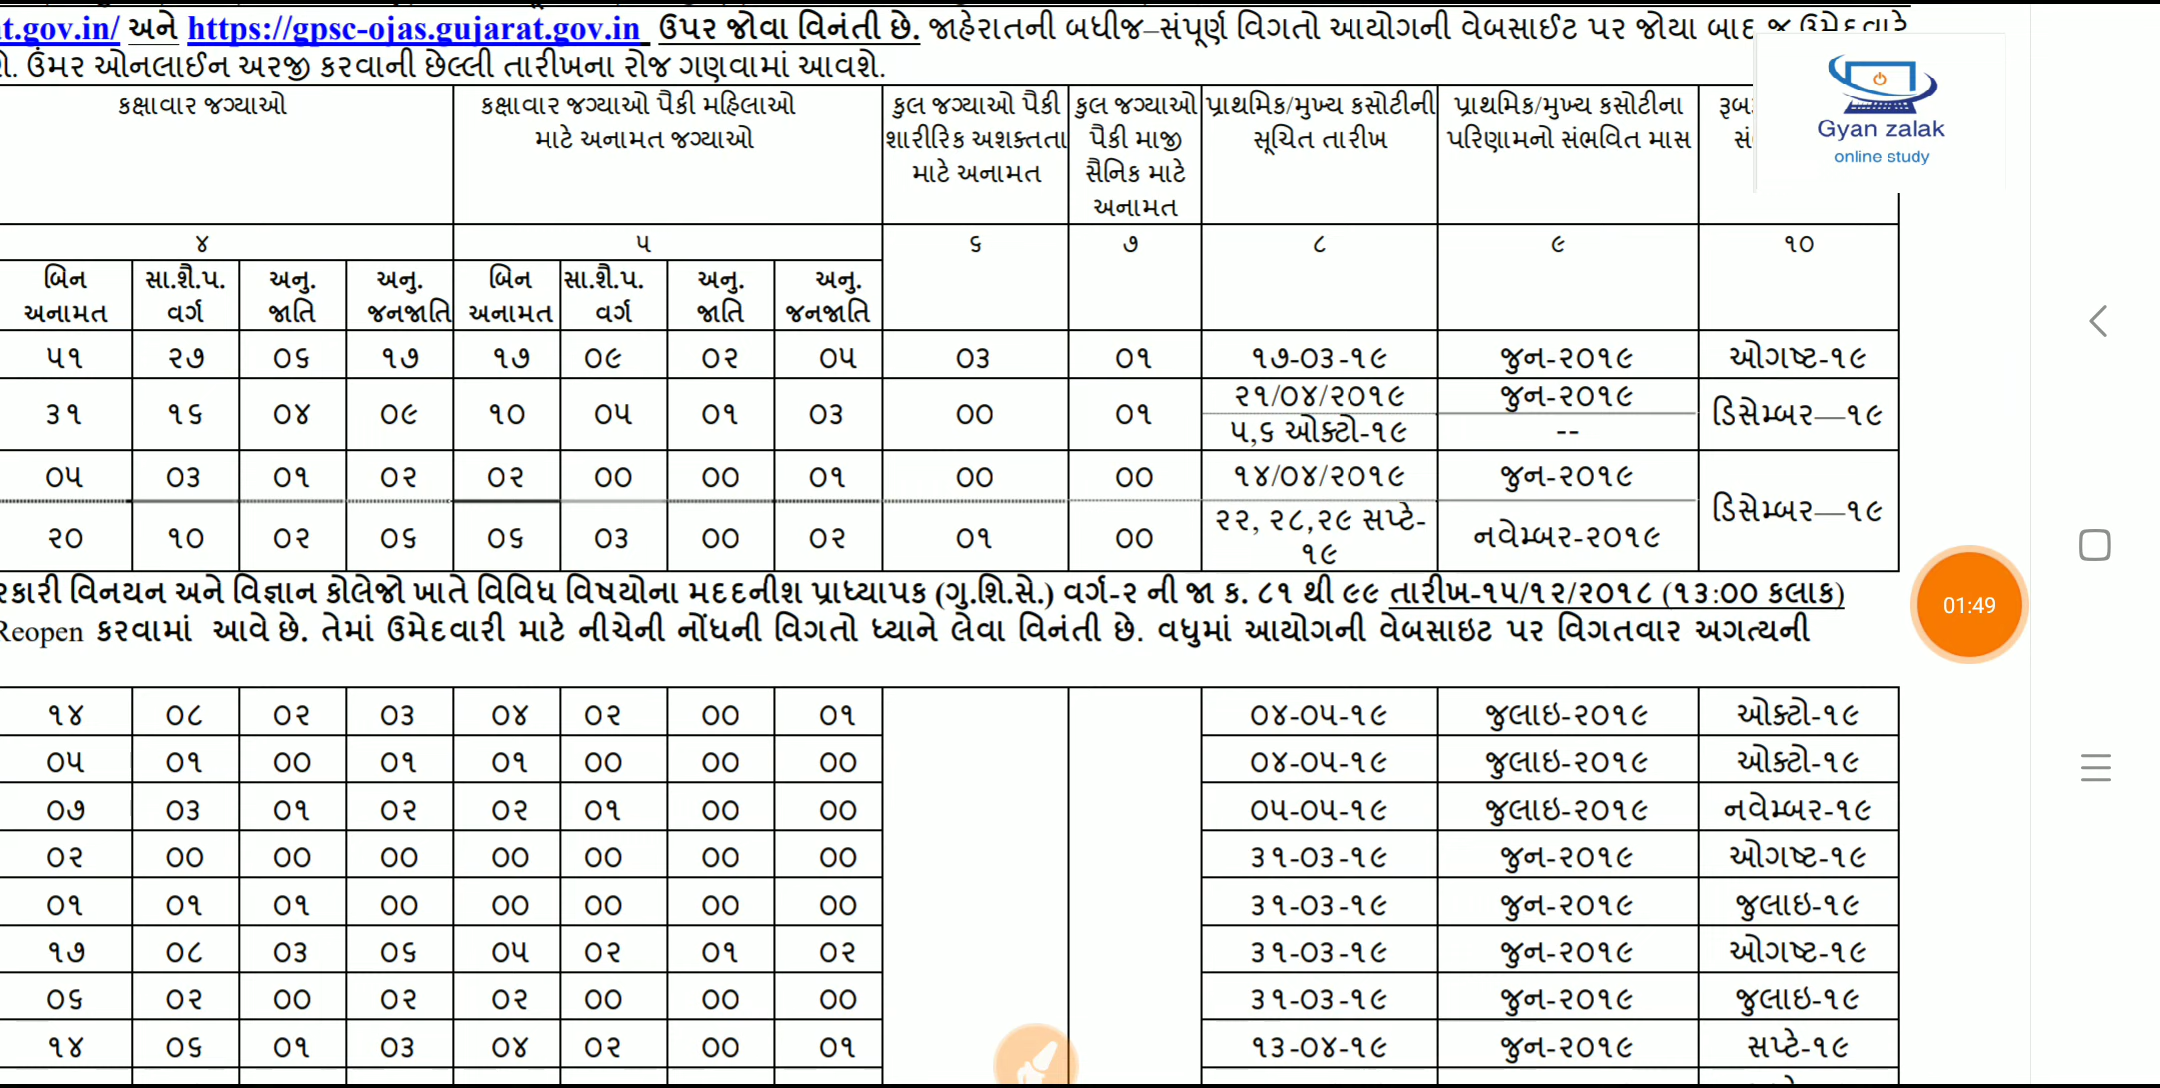 t.gov.in/ અને https://gpsc-ojas.gujarat.gov.in ઉપર જોવા વિનંતી છે. જાહેરાતની બધીજ–સંપૂર્ણ વિગતો આયોગની વેબસાઈટ પર જોયા બાદ જ ઉમેદવારે
ઉંમર ઓનલાઈન અરજી કરવાની છેલ્લી તારીખના રોજ ગણવામાં આવશે.
કક્ષાવાર જગ્યાઓ
કક્ષાવાર જગ્યાઓ પૈકી મહિલાઓ
માટે અનામત જગ્યાઓ
કુલ જગ્યાઓ પૈકી
શારીરિક અશક્તતા
માટે અનામત
કુલ જગ્યાઓ
પૈકી માજી
સૈનિક માટે
અનામત
પ્રાથમિક/મુખ્ય કસોટીની
સૂચિત તારીખ
પ્રાથમિક/મુખ્ય કસોટીના
પરિણામનો સંભવિત માસ
Gyan zalak
online study
૪ ૫ ૬ ૭ ૮ ૯ ૧૦
બિન સા.શૈ.પ. અનુ. અનુ. બિન સા.શૈ.પ. અનુ. અનુ.
અનામત વર્ગ જાતિ જનજાતિ અનામત વર્ગ જાતિ જનજાતિ
૫૧ ૨૭ ૦૬ ૧૭ ૧૭ ૦૯ ૦૨ ૦૫ ૦૩ ૦૧ ૧૭-૦૩-૧૯ જુન-૨૦૧૯ ઓગષ્ટ-૧૯
૩૧ ૧૬ ૦૪ ૦૯ ૧૦ ૦૫ ૦૧ ૦૩ ૦૦ ૦૧ ૨૧/૦૪/૨૦૧૯ જુન-૨૦૧૯ ડિસેમ્બર—૧૯
૫,૬ ઓક્ટો-૧૯ --
૦૫ ૦૩ ૦૧ ૦૨ ૦૨ ૦૦ ૦૦ ૦૧ ૦૦ ૦૦ ૧૪/૦૪/૨૦૧૯ જુન-૨૦૧૯ ડિસેમ્બર—૧૯
૨૦ ૧૦ ૦૨ ૦૬ ૦૬ ૦૩ ૦૦ ૦૨ ૦૧ ૦૦ ૨૨, ૨૮,૨૯ સપ્ટે- નવેમ્બર-૨૦૧૯
૧૯
રકારી વિનયન અને વિજ્ઞાન કોલેજો ખાતે વિવિધ વિષયોના મદદનીશ પ્રાધ્યાપક (ગુ.શિ.સે.) વર્ગ-૨ ની જા ક. ૮૧ થી ૯૯ તારીખ-૧૫/૧૨/૨૦૧૮ (૧૩:૦૦ કલાક)
Reopen કરવામાં આવે છે. તેમાં ઉમેદવારી માટે નીચેની નોંધની વિગતો ધ્યાને લેવા વિનંતી છે. વધુમાં આયોગની વેબસાઇટ પર વિગતવાર અગત્યની
01:49
૧૪ ૦૮ ૦૨ ૦૩ ૦૪ ૦૨ ૦૦ ૦૧ ૦૪-૦૫-૧૯ જુલાઇ-૨૦૧૯ ઓક્ટો-૧૯
૦૫ ૦૧ ૦૦ ૦૧ ૦૧ ૦૦ ૦૦ ૦૦ ૦૪-૦૫-૧૯ જુલાઇ-૨૦૧૯ ઓક્ટો-૧૯
૦૭ ૦૩ ૦૧ ૦૨ ૦૨ ૦૧ ૦૦ ૦૦ ૦૫-૦૫-૧૯ જુલાઇ-૨૦૧૯ નવેમ્બર-૧૯
૦૨ ૦૦ ૦૦ ૦૦ ૦૦ ૦૦ ૦૦ ૦૦ ૩૧-૦૩-૧૯ જુન-૨૦૧૯ ઓગષ્ટ-૧૯
૦૧ ૦૧ ૦૧ ૦૦ ૦૦ ૦૦ ૦૦ ૦૦ ૩૧-૦૩-૧૯ જુન-૨૦૧૯ જુલાઇ-૧૯
૧૭ ૦૮ ૦૩ ૦૬ ૦૫ ૦૨ ૦૧ ૦૨ ૩૧-૦૩-૧૯ જુન-૨૦૧૯ ઓગષ્ટ-૧૯
૦૬ ૦૨ ૦૦ ૦૨ ૦૨ ૦૦ ૦૦ ૦૦ ૩૧-૦૩-૧૯ જુન-૨૦૧૯ જુલાઇ-૧૯
૧૪ ૦૬ ૦૧ ૦૩ ૦૪ ૦૨ ૦૦ ૦૧ ૧૩-૦૪-૧૯ જુન-૨૦૧૯ સપ્ટે-૧૯